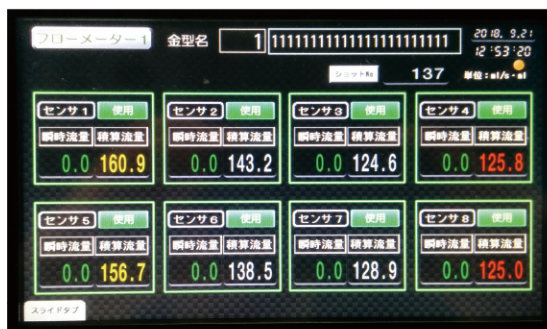 フローメーター1 金型名 1 11111111111111111111111 2018. 9.21
12:53:20
ショットNo 137 単位:ml/s・ml
センサ1 使用 センサ2 使用 センサ3 使用 センサ4 使用
瞬時流量 積算流量 瞬時流量 積算流量 瞬時流量 積算流量 瞬時流量 積算流量
0.0 160.9 0.0 143.2 0.0 124.6 0.0 125.8
センサ5 使用 センサ6 使用 センサ7 使用 センサ8 使用
瞬時流量 積算流量 瞬時流量 積算流量 瞬時流量 積算流量 瞬時流量 積算流量
0.0 156.7 0.0 138.5 0.0 128.9 0.0 125.0
スライドタブ